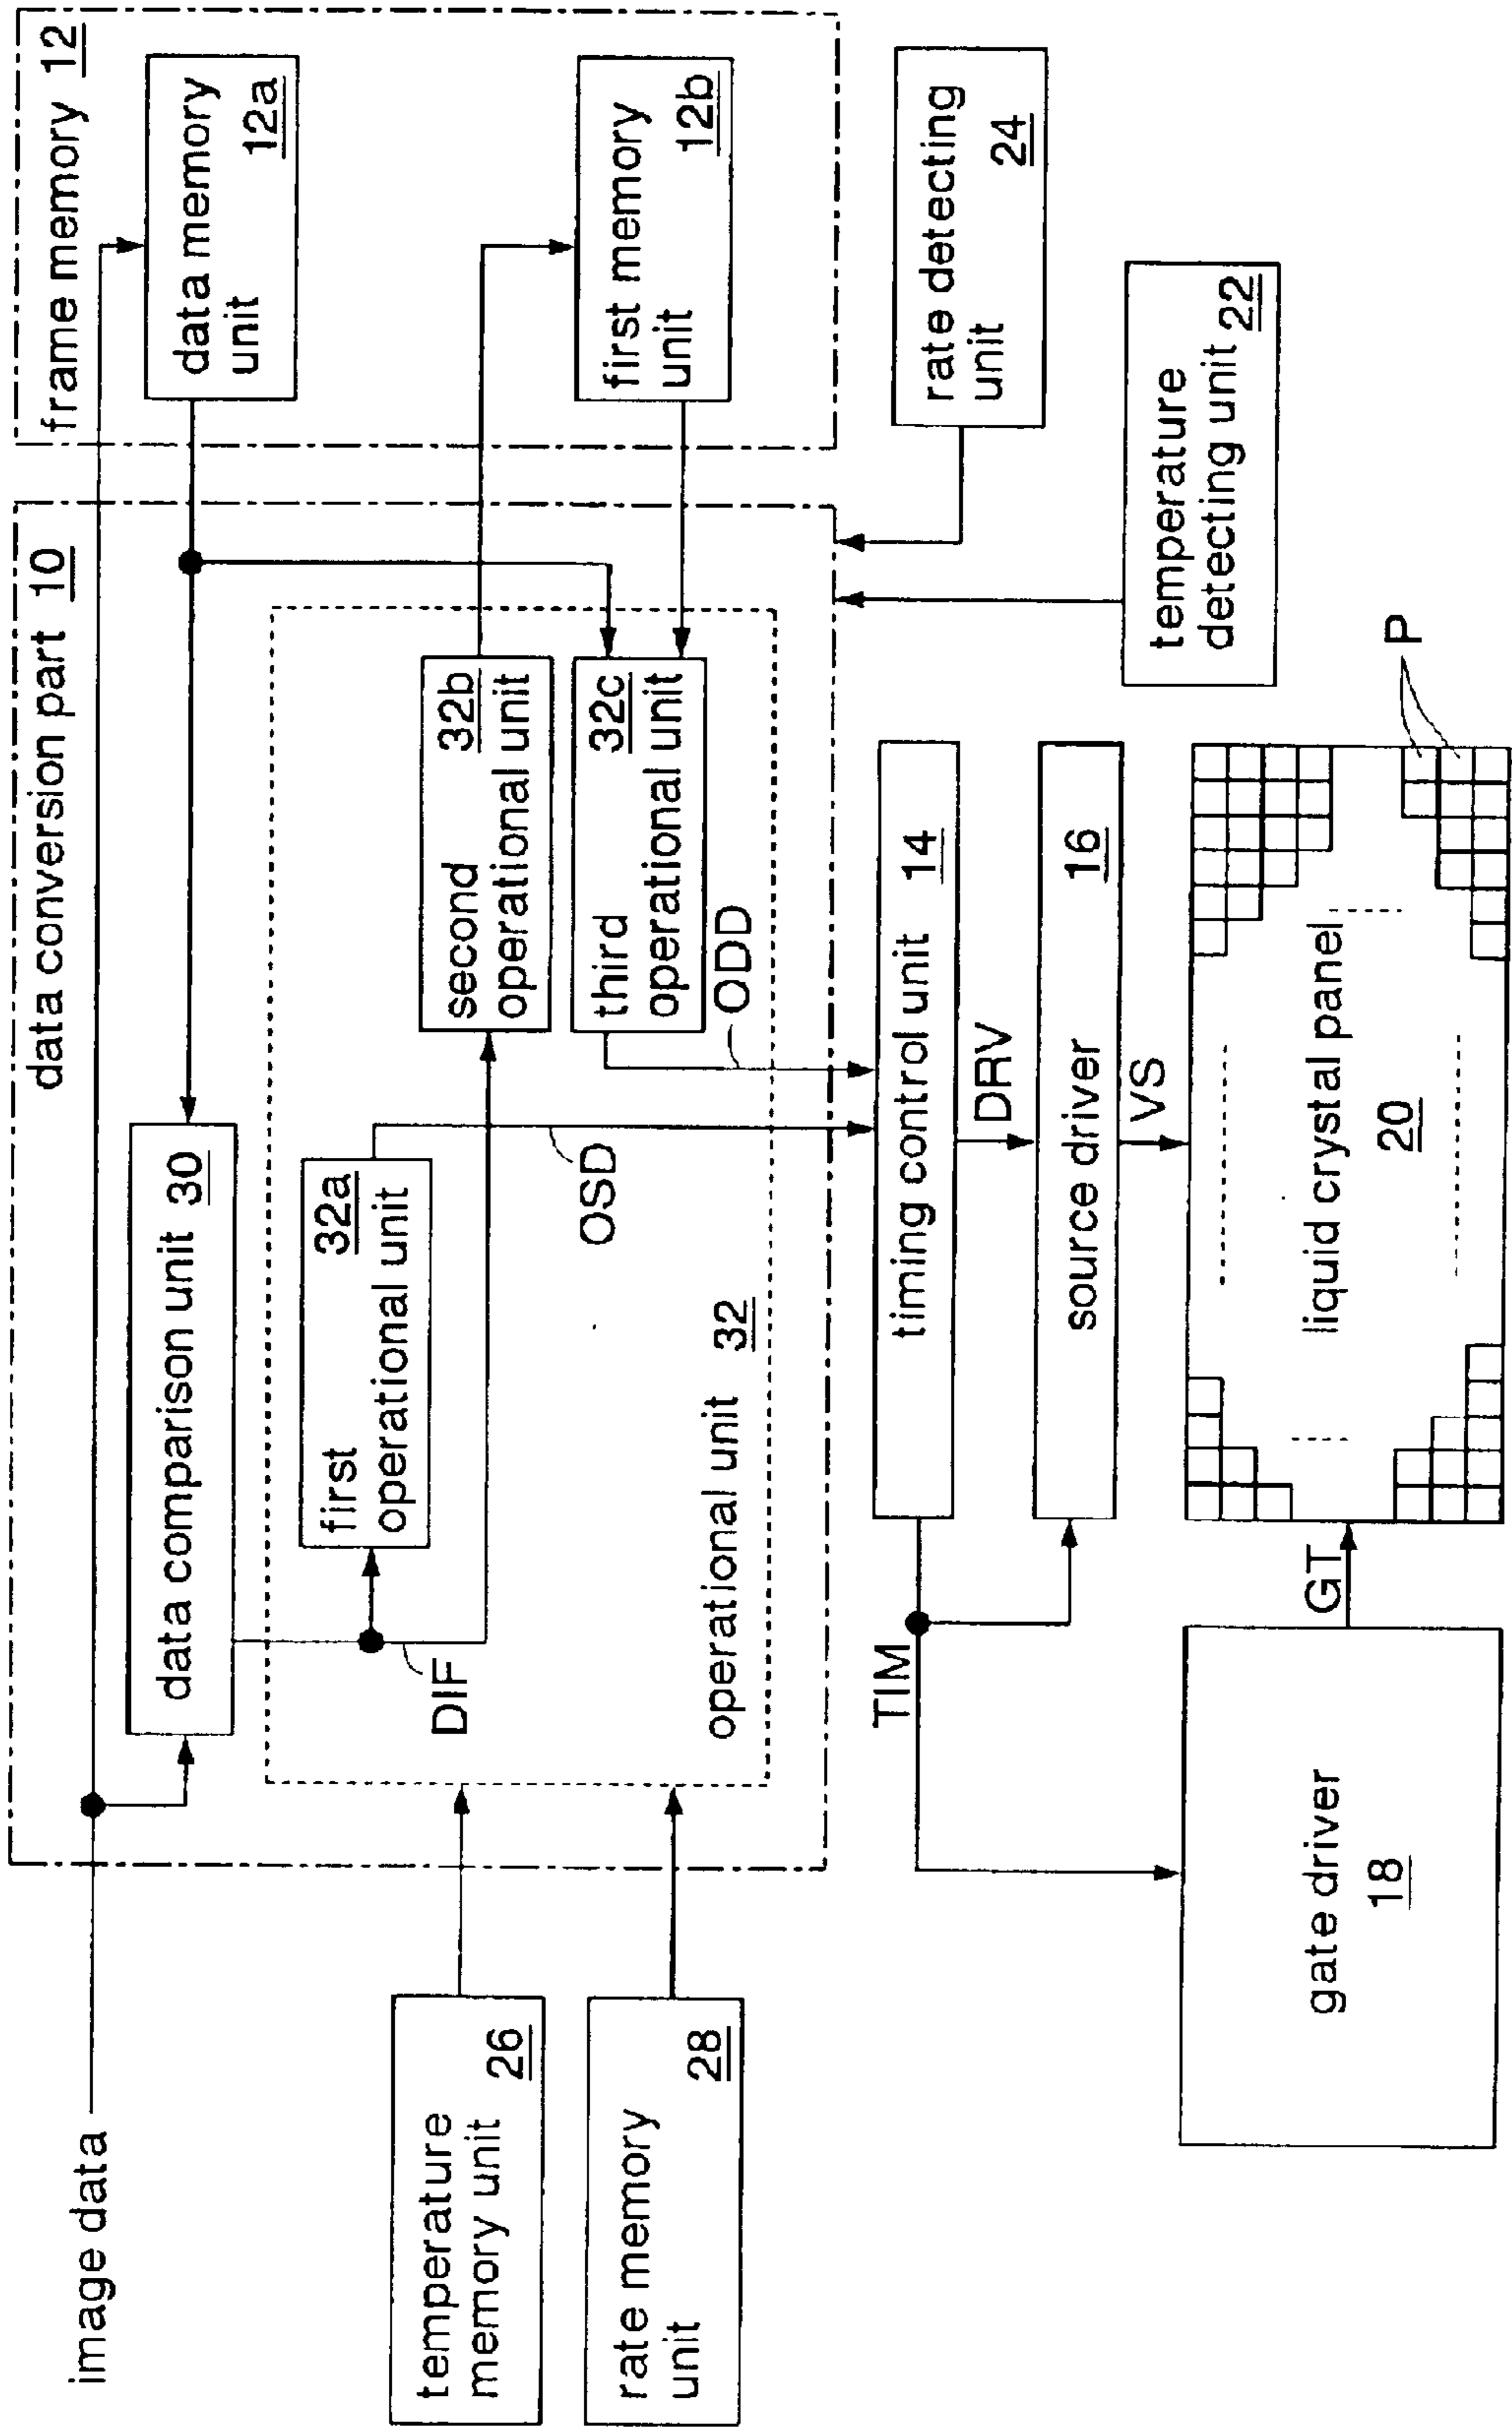 image data
data conversion part 10
frame memory 12
data comparison unit 30
data memory
unit 12a
first 32a
operational unit
DIF
second 32b
operational unit
third 32c
operational unit
first memory
unit 12b
OSD
ODD
operational unit 32
temperature
memory unit 26
rate memory
unit 28
rate detecting
unit 24
temperature
detecting unit 22
timing control unit 14
TIM
DRV
source driver 16
VS
gate driver
18
GT
liquid crystal panel
20
P